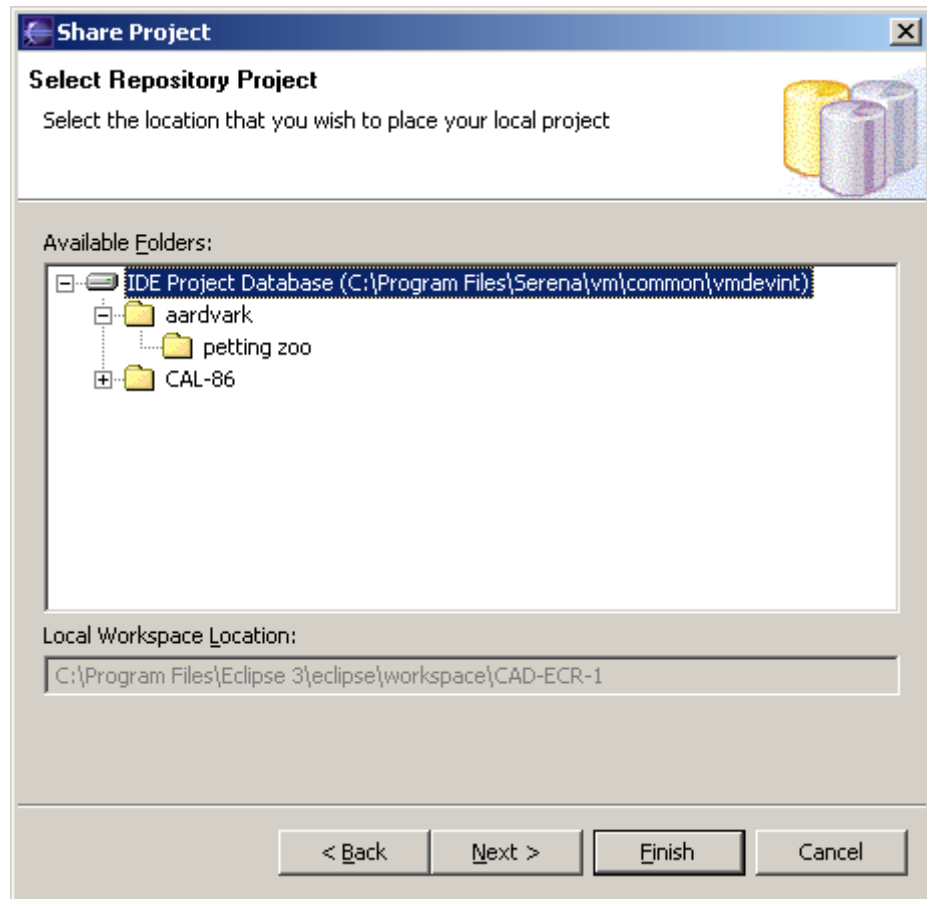 Share Project
Select Repository Project
Select the location that you wish to place your local project
Available Folders:
IDE Project Database (C:\Program Files\Serena\vm\common\vmdevint)
aardvark
petting zoo
CAL-86
Local Workspace Location:
C:\Program Files\Eclipse 3\eclipse\workspace\CAD-ECR-1
< Back Next > Finish Cancel